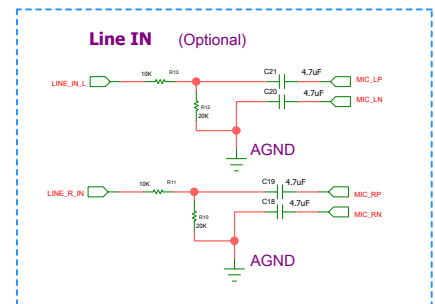 Line IN (Optional)
C21 4.7uF
10K R13
LINE_IN_L
MIC_LP
C20 4.7uF
R12
20K
MIC_LN
AGND
C19 4.7uF
10K R11
LINE_R_IN
MIC_RP
C18 4.7uF
R10
20K
MIC_RN
AGND